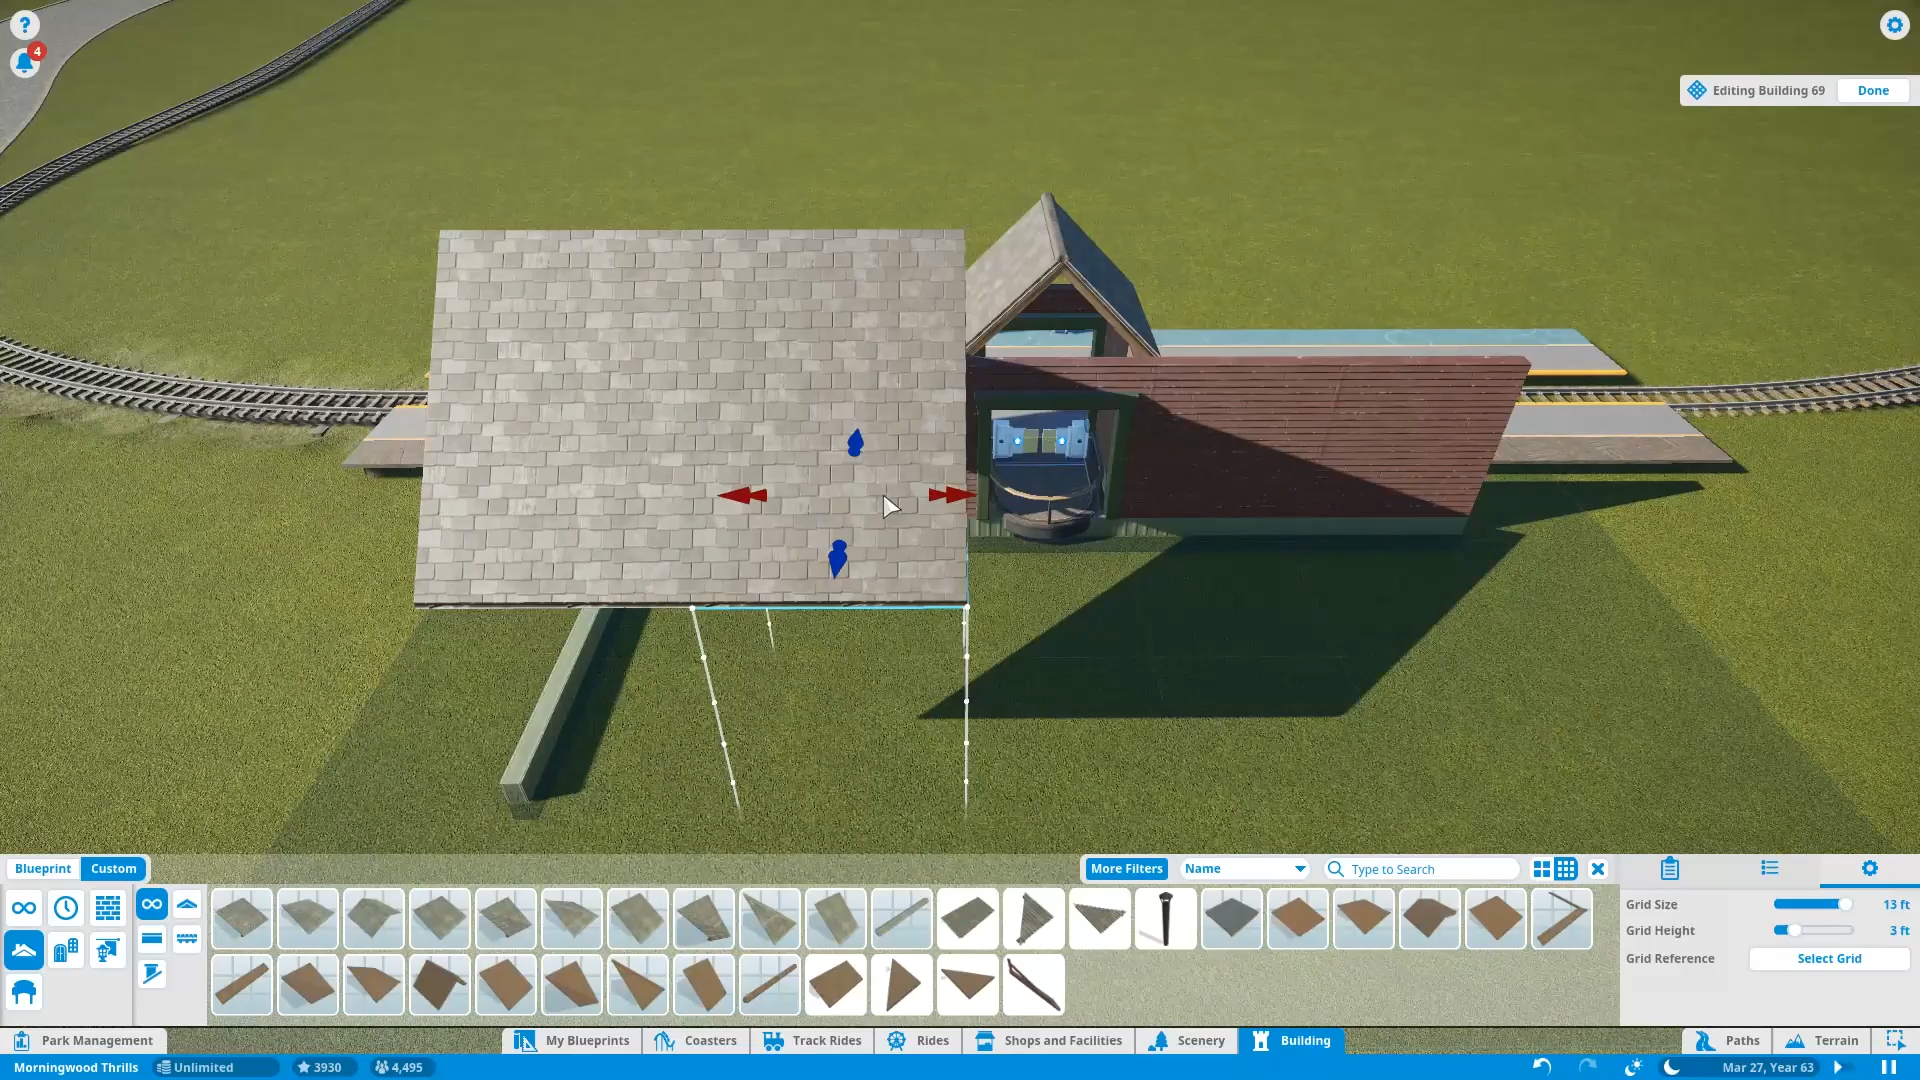 ?
4
Editing Building 69
Done
Blueprint
Custom
More Filters
Name
Type to Search
Grid Size
13 ft
Grid Height
3 ft
Grid Reference
Select Grid
Park Management
My Blueprints
Coasters
Track Rides
Rides
Shops and Facilities
Scenery
Building
Paths
Terrain
Morningwood Thrills
Unlimited
3930
4,495
Mar 27, Year 63